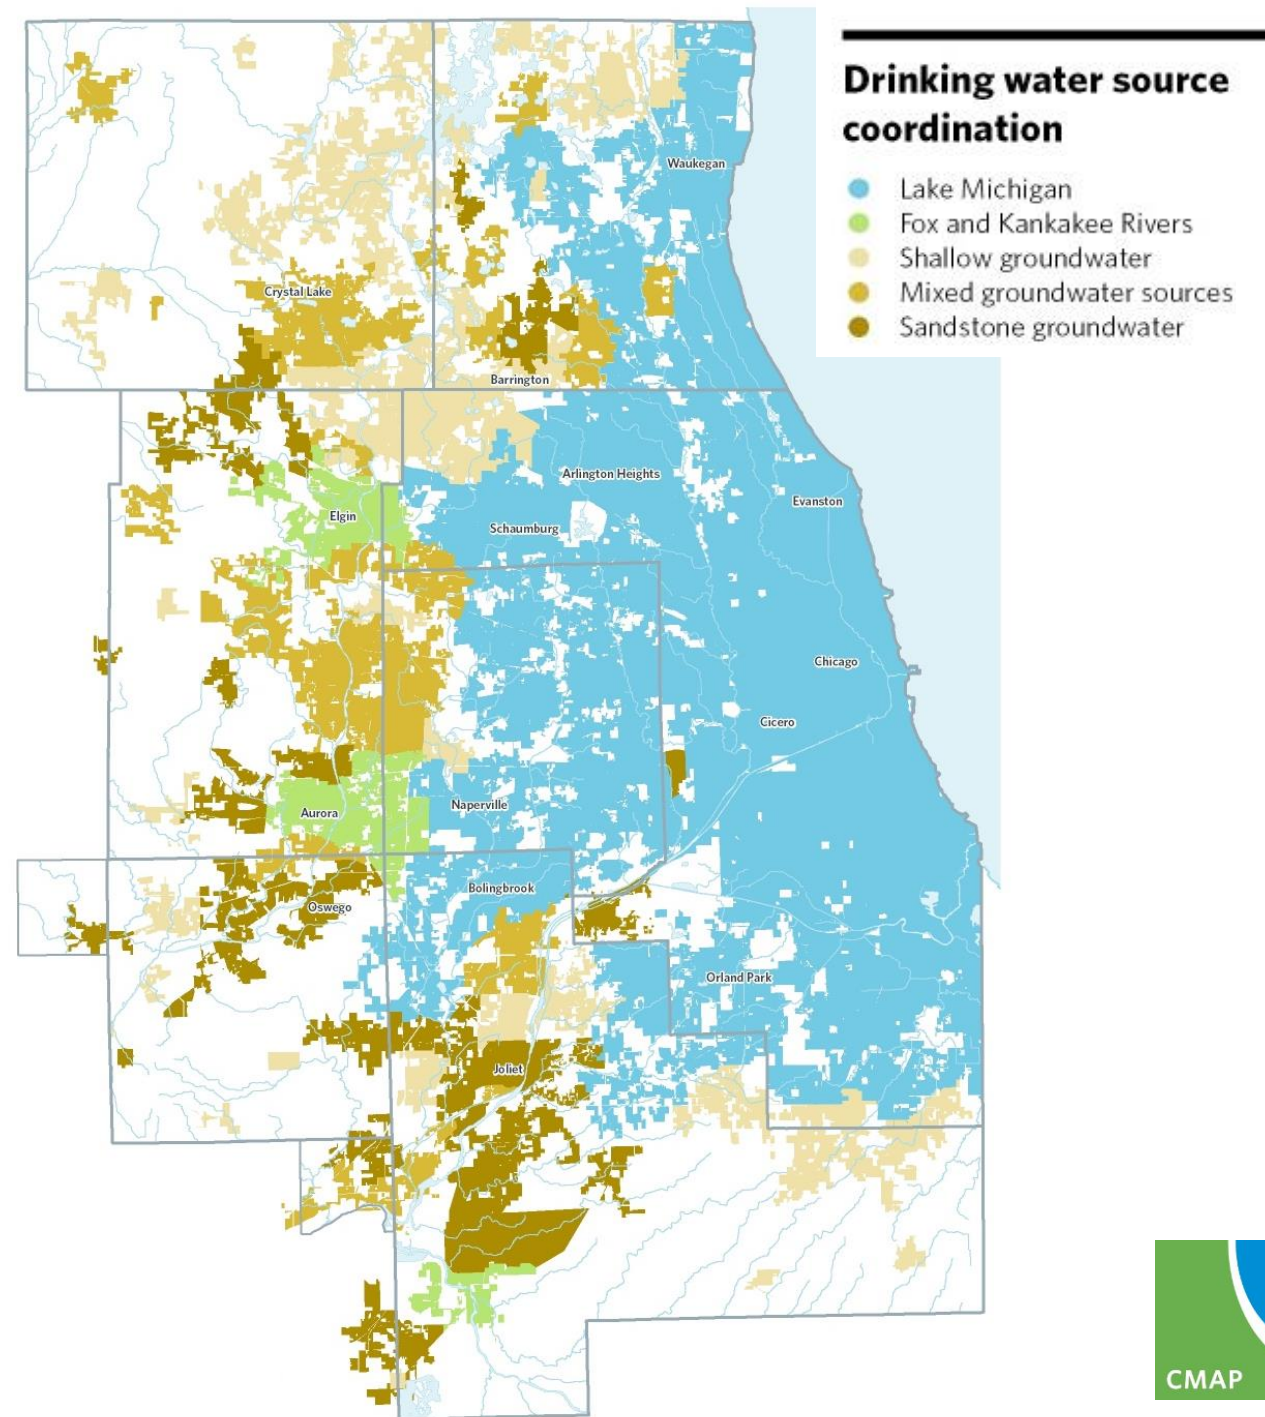 Drinking water source
coordination
Lake Michigan
Fox and Kankakee Rivers
Shallow groundwater
Mixed groundwater sources
Sandstone groundwater
Waukegan
Crystal Lake
Barrington
Arlington Heights
Evanston
Elgin
Schaumburg
Chicago
Cicero
Naperville
Aurora
Bolingbrook
Oswego
Orland Park
Joliet
CMAP